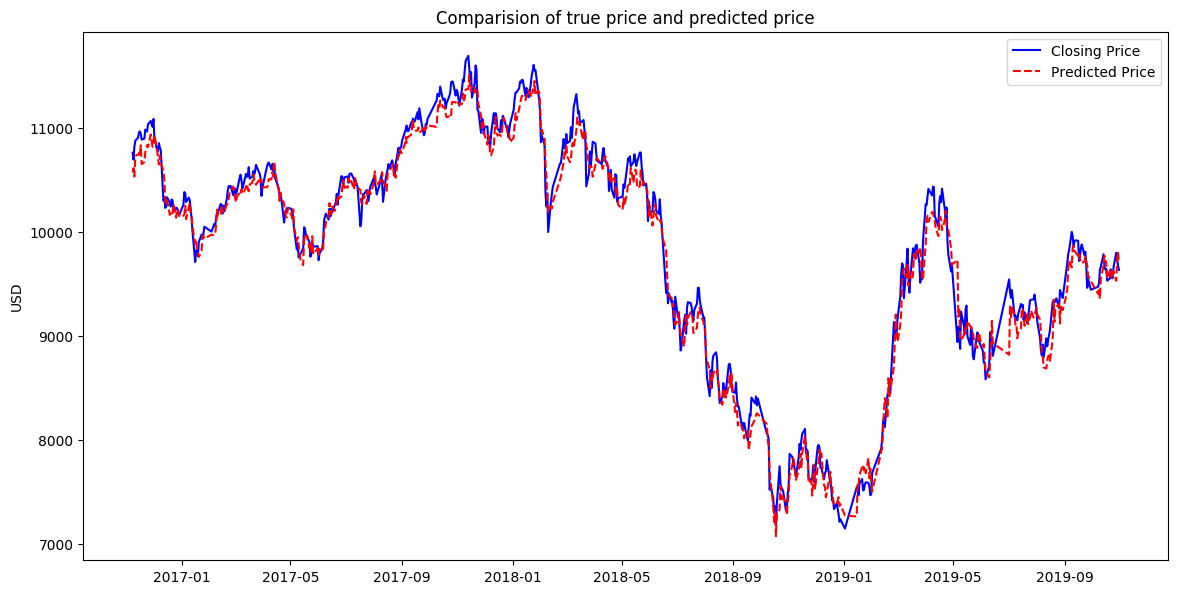 Comparision of true price and predicted price
Closing Price
Predicted Price
USD
11000
10000
9000
8000
7000
2017-01 2017-05 2017-09 2018-01 2018-05 2018-09 2019-01 2019-05 2019-09